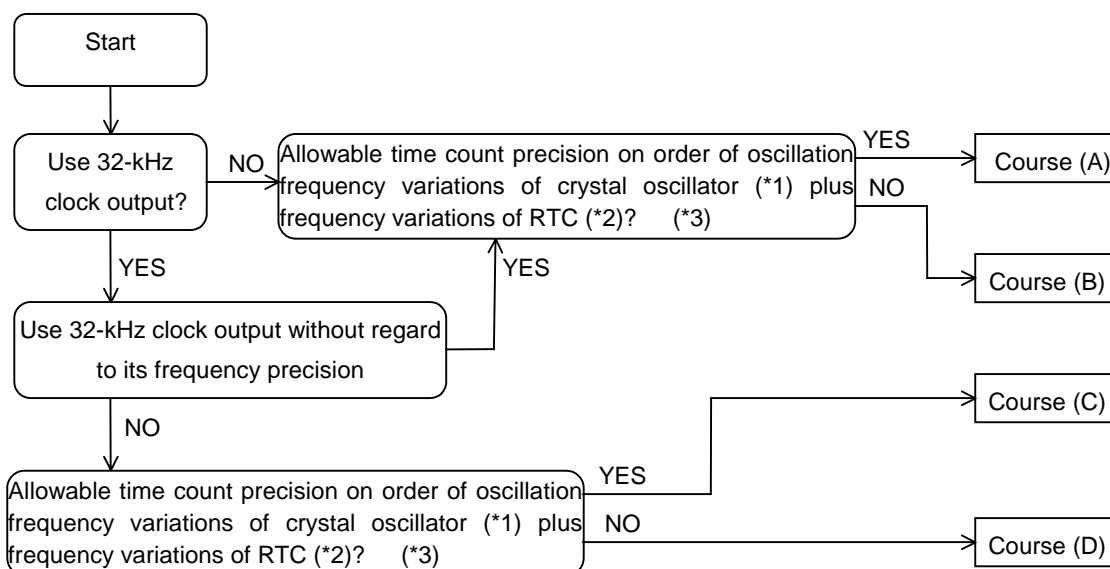 Start
Use 32-kHz
clock output?
NO
Allowable time count precision on order of oscillation
frequency variations of crystal oscillator (*1) plus
frequency variations of RTC (*2)? (*3)
YES
Course (A)
NO
Course (B)
YES
YES
Use 32-kHz clock output without regard
to its frequency precision
NO
Course (C)
Allowable time count precision on order of oscillation
frequency variations of crystal oscillator (*1) plus
frequency variations of RTC (*2)? (*3)
YES
NO
Course (D)